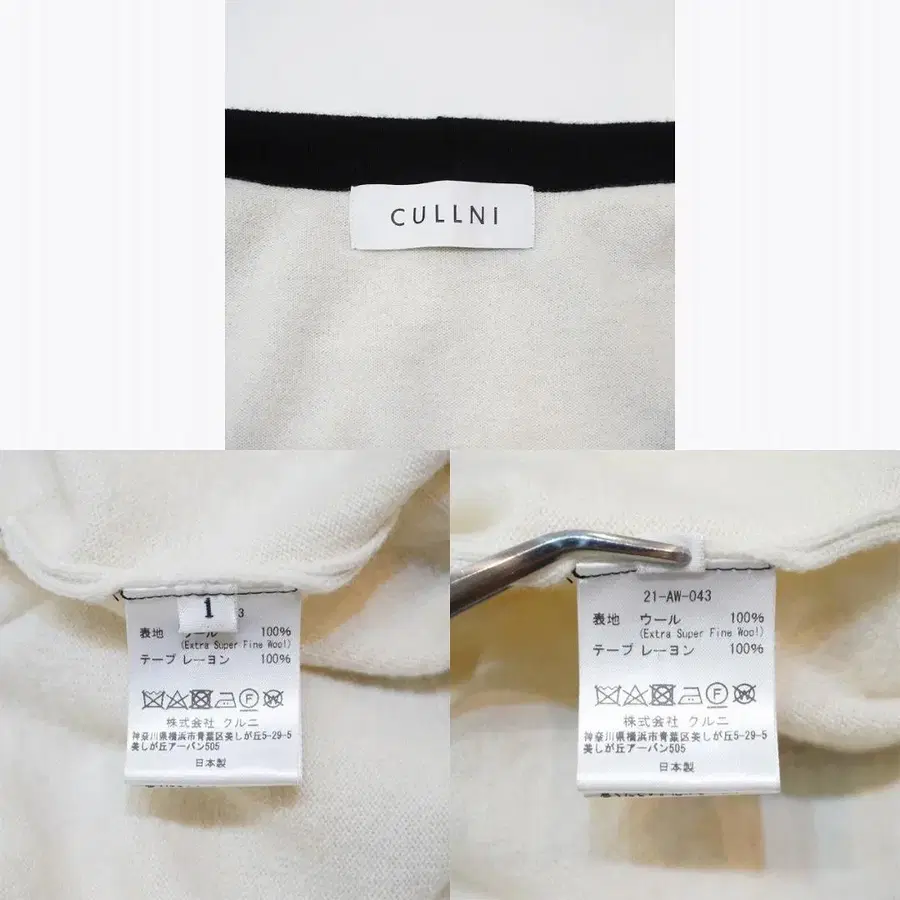 CULLNI
1
3
表地 ウール 100%
(Extra Super Fine Wool)
テープ レーヨン 100%
F
W
株式会社 クルニ
神奈川県横浜市青葉区美しが丘5-29-5
美しが丘アーバン505
日本製
21-AW-043
表地 ウール 100%
(Extra Super Fine Wool)
テープ レーヨン 100%
F
W
株式会社 クルニ
神奈川県横浜市青葉区美しが丘5-29-5
美しが丘アーバン505
日本製